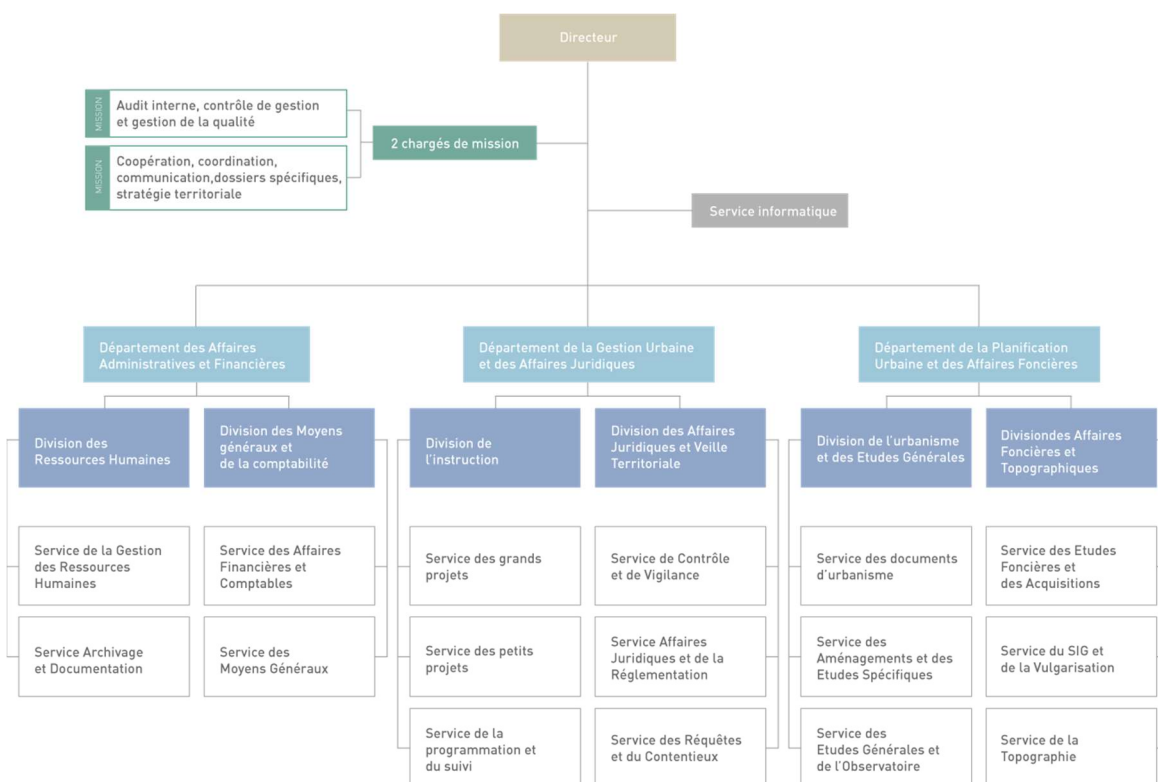 Directeur
MISSION
Audit interne, contrôle de gestion
et gestion de la qualité
2 chargés de mission
MISSION
Coopération, coordination,
communication,dossiers spécifiques,
stratégie territoriale
Service informatique
Département des Affaires
Administratives et Financières
Département de la Gestion Urbaine
et des Affaires Juridiques
Département de la Planification
Urbaine et des Affaires Foncières
Division des
Ressources Humaines
Division des Moyens
généraux et
de la comptabilité
Division de
l'instruction
Division des Affaires
Juridiques et Veille
Territoriale
Division de l'urbanisme
et des Etudes Générales
Divisiondes Affaires
Foncières et
Topographiques
Service de la Gestion
des Ressources
Humaines
Service des Affaires
Financières et
Comptables
Service des grands
projets
Service de Contrôle
et de Vigilance
Service des documents
d'urbanisme
Service des Etudes
Foncières et
des Acquisitions
Service Archivage
et Documentation
Service des
Moyens Généraux
Service des petits
projets
Service Affaires
Juridiques et de la
Réglementation
Service des
Aménagements et des
Etudes Spécifiques
Service du SIG et
de la Vulgarisation
Service de la
programmation et
du suivi
Service des Réquêtes
et du Contentieux
Service des
Etudes Générales et
de l'Observatoire
Service de la
Topographie